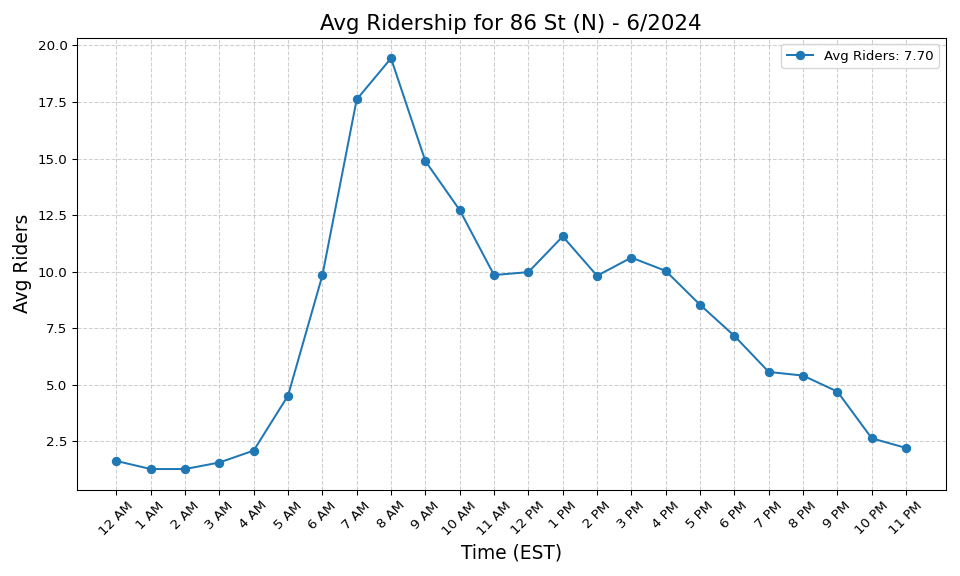 Avg Ridership for 86 St (N) - 6/2024
Avg Riders: 7.70
Avg Riders
20.0
17.5
15.0
12.5
10.0
7.5
5.0
2.5
12 AM
1 AM
2 AM
3 AM
4 AM
5 AM
6 AM
7 AM
8 AM
9 AM
10 AM
11 AM
12 PM
1 PM
2 PM
3 PM
4 PM
5 PM
6 PM
7 PM
8 PM
9 PM
10 PM
11 PM
Time (EST)